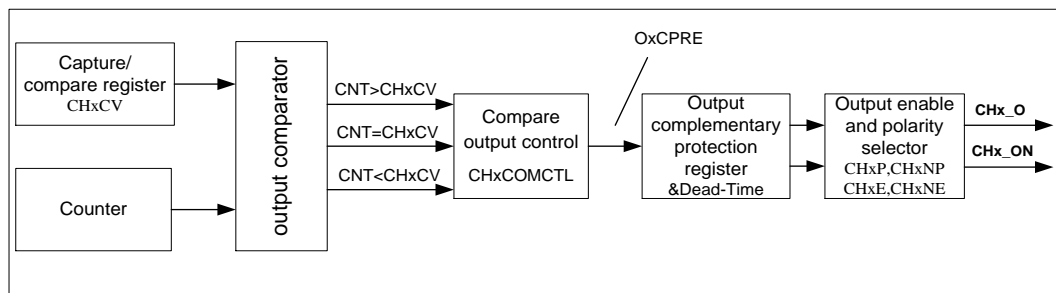 Capture/
compare register
CHxCV
Counter
output comparator
CNT>CHxCV
CNT=CHxCV
CNT<CHxCV
Compare
output control
CHxCOMCTL
OxCPRE
Output
complementary
protection
register
&Dead-Time
Output enable
and polarity
selector
CHxP,CHxNP
CHxE,CHxNE
CHx_O
CHx_ON